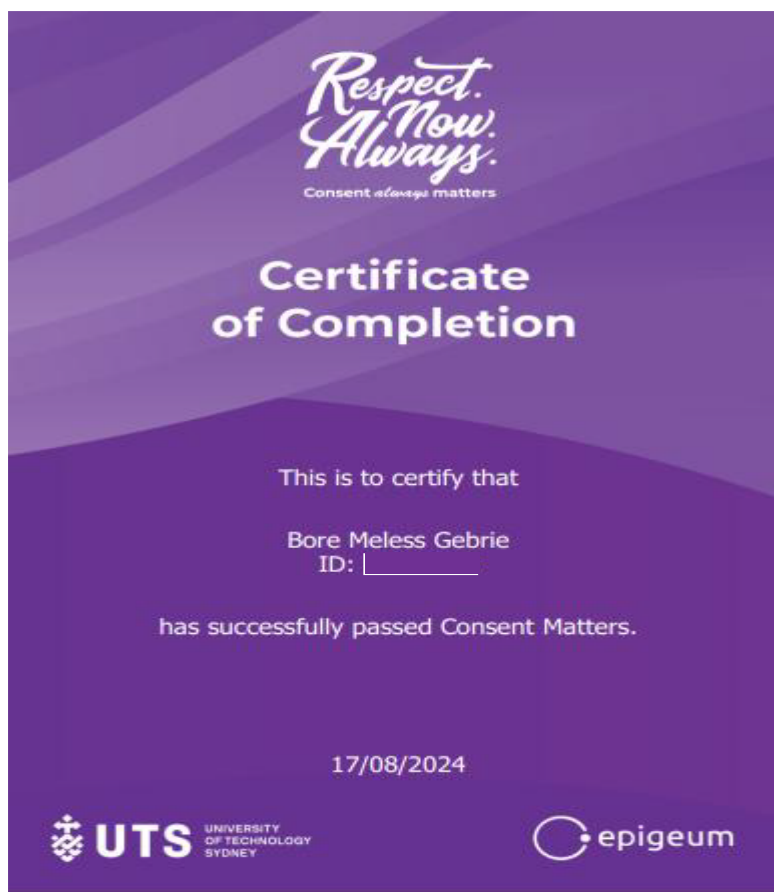 Respect.
Now.
Always.
Consent always matters
Certificate
of Completion
This is to certify that
Bore Meless Gebrie
ID:
has successfully passed Consent Matters.
17/08/2024
UTS
UNIVERSITY
OF TECHNOLOGY
SYDNEY
epigeum